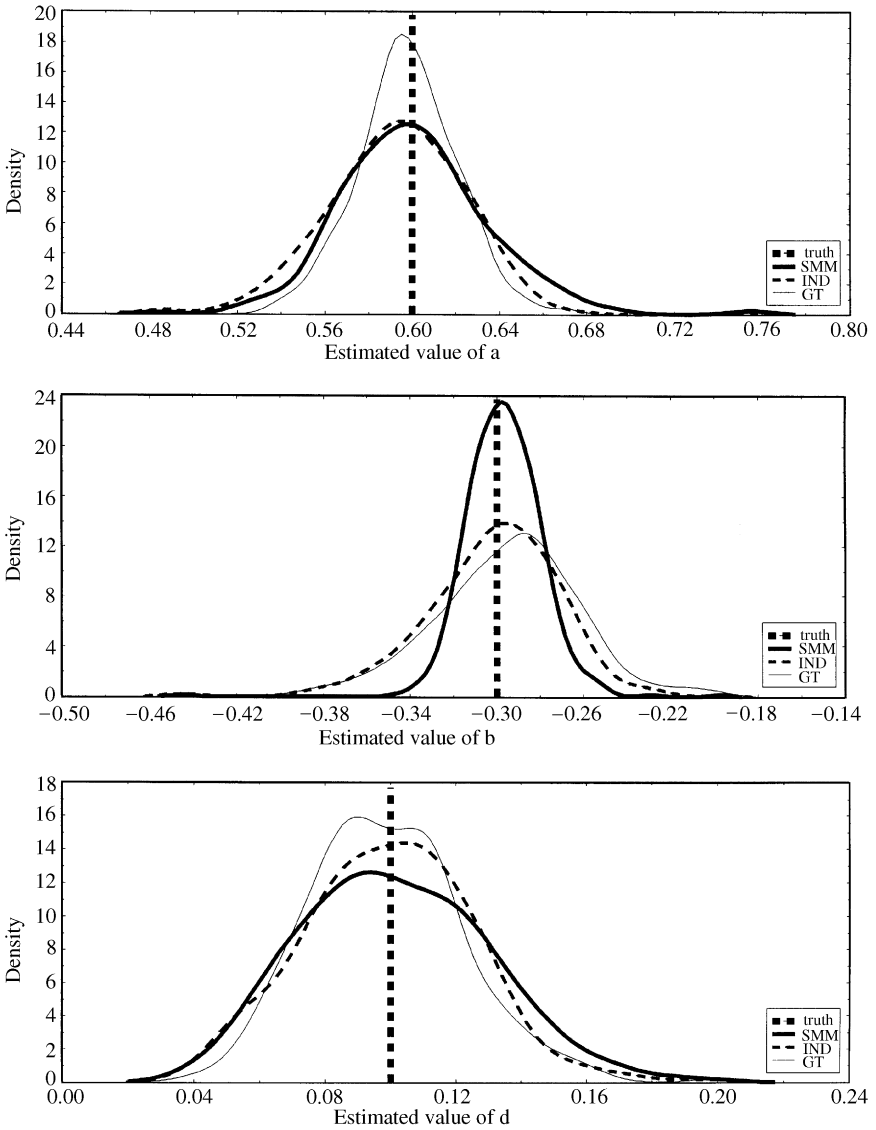 20
18
16
14
12
10
8
6
4
2
0
Density
0.44 0.48 0.52 0.56 0.60 0.64 0.68 0.72 0.76 0.80
Estimated value of a
truth
SMM
IND
GT
24
20
16
12
8
4
0
Density
−0.50 −0.46 −0.42 −0.38 −0.34 −0.30 −0.26 −0.22 −0.18 −0.14
Estimated value of b
truth
SMM
IND
GT
18
16
14
12
10
8
6
4
2
0
Density
0.00 0.04 0.08 0.12 0.16 0.20 0.24
Estimated value of d
truth
SMM
IND
GT